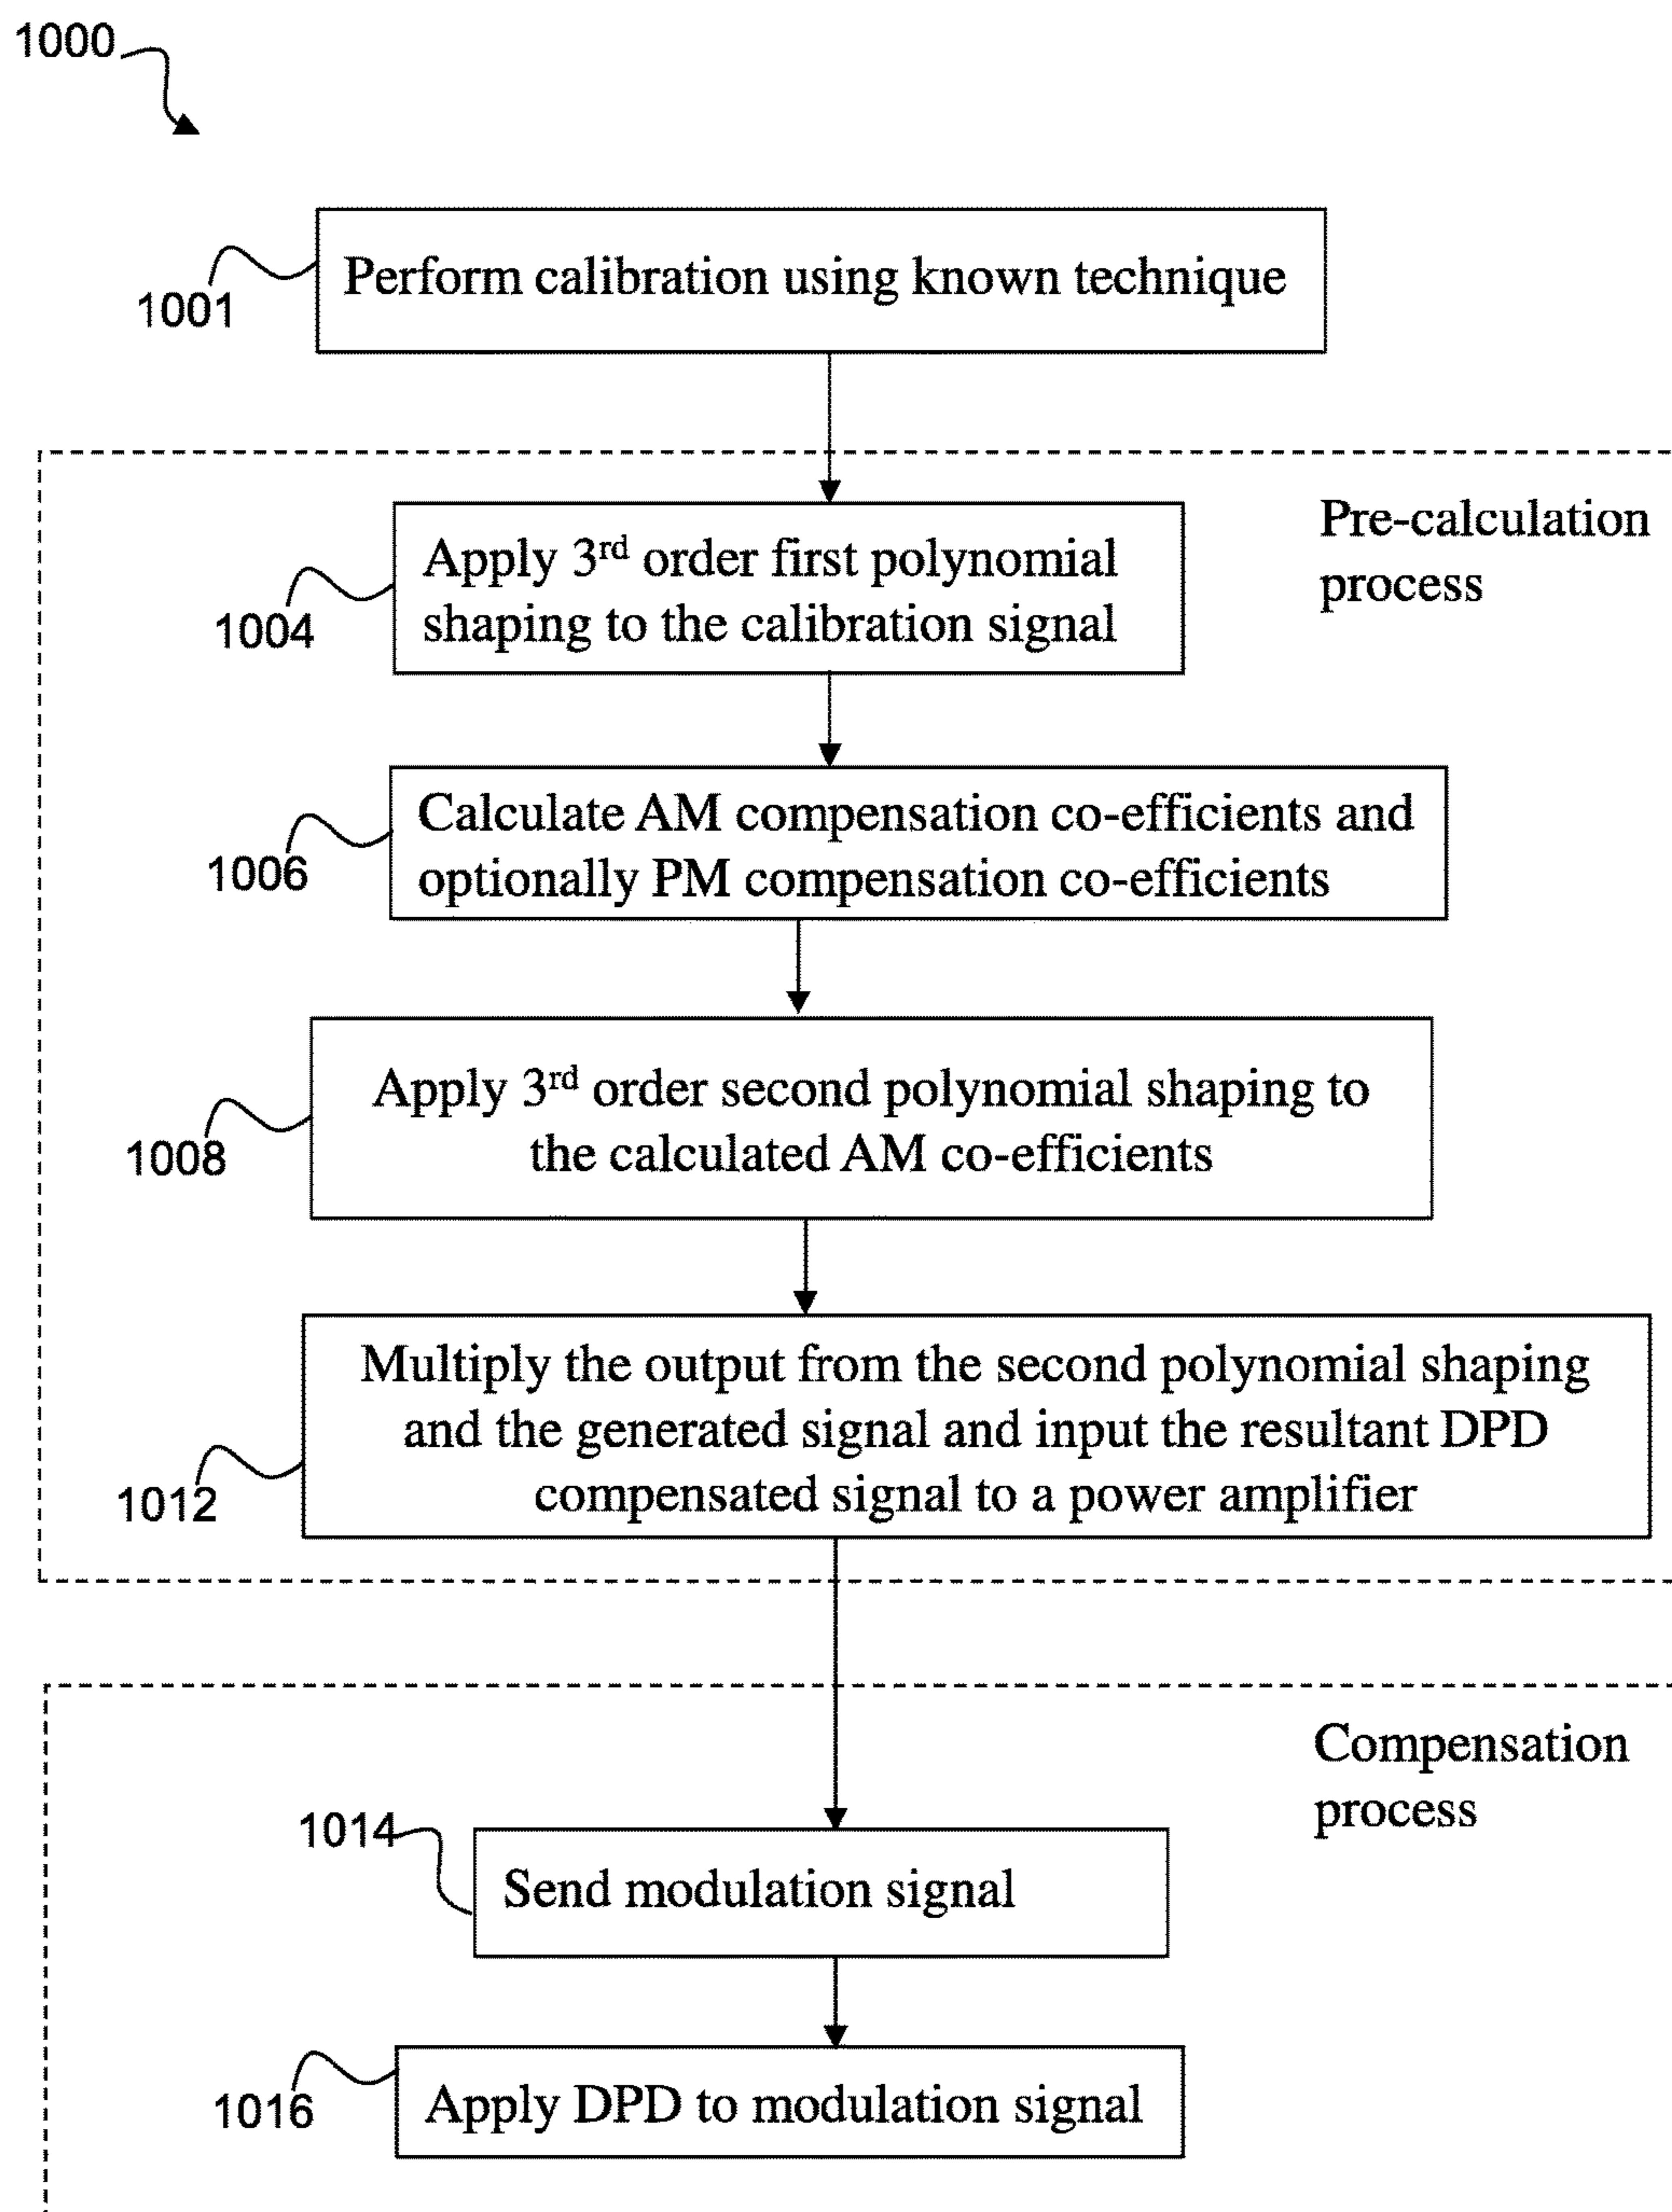 1000
Perform calibration using known technique
1001
Pre-calculation
process
Apply 3rd order first polynomial
shaping to the calibration signal
1004
Calculate AM compensation co-efficients and
optionally PM compensation co-efficients
1006
Apply 3rd order second polynomial shaping to
the calculated AM co-efficients
1008
Multiply the output from the second polynomial shaping
and the generated signal and input the resultant DPD
compensated signal to a power amplifier
1012
Compensation
process
1014
Send modulation signal
Apply DPD to modulation signal
1016